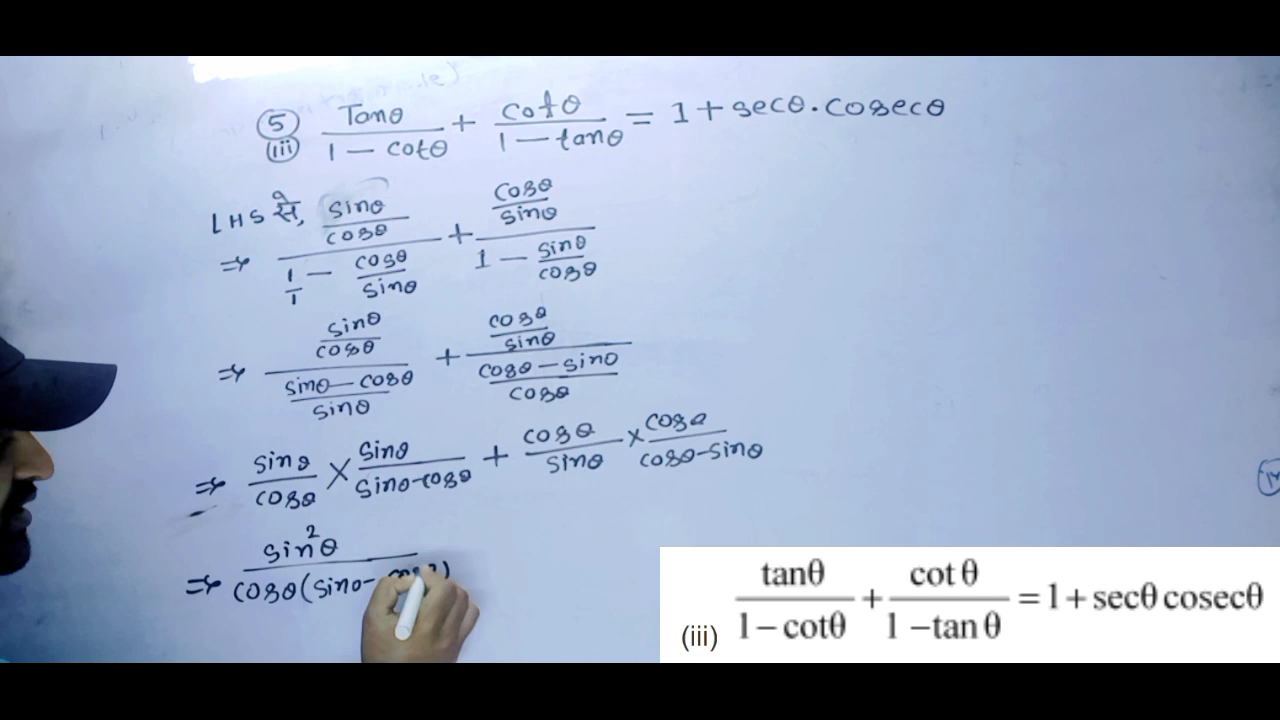 ⑤ (iii) Tanθ/(1 − cotθ) + cotθ/(1 − tanθ) = 1 + secθ . cosecθ
LHS से,
⇒ (sinθ/cosθ)/(1/1 − cosθ/sinθ) + (cosθ/sinθ)/(1 − sinθ/cosθ)
⇒ (sinθ/cosθ)/((sinθ − cosθ)/sinθ) + (cosθ/sinθ)/((cosθ − sinθ)/cosθ)
⇒ sinθ/cosθ × sinθ/(sinθ-cosθ) + cosθ/sinθ × cosθ/(cosθ-sinθ)
⇒ sin²θ/cosθ(sinθ-
(iii) tanθ/(1 − cotθ) + cot θ/(1 − tan θ) = 1 + secθ cosecθ